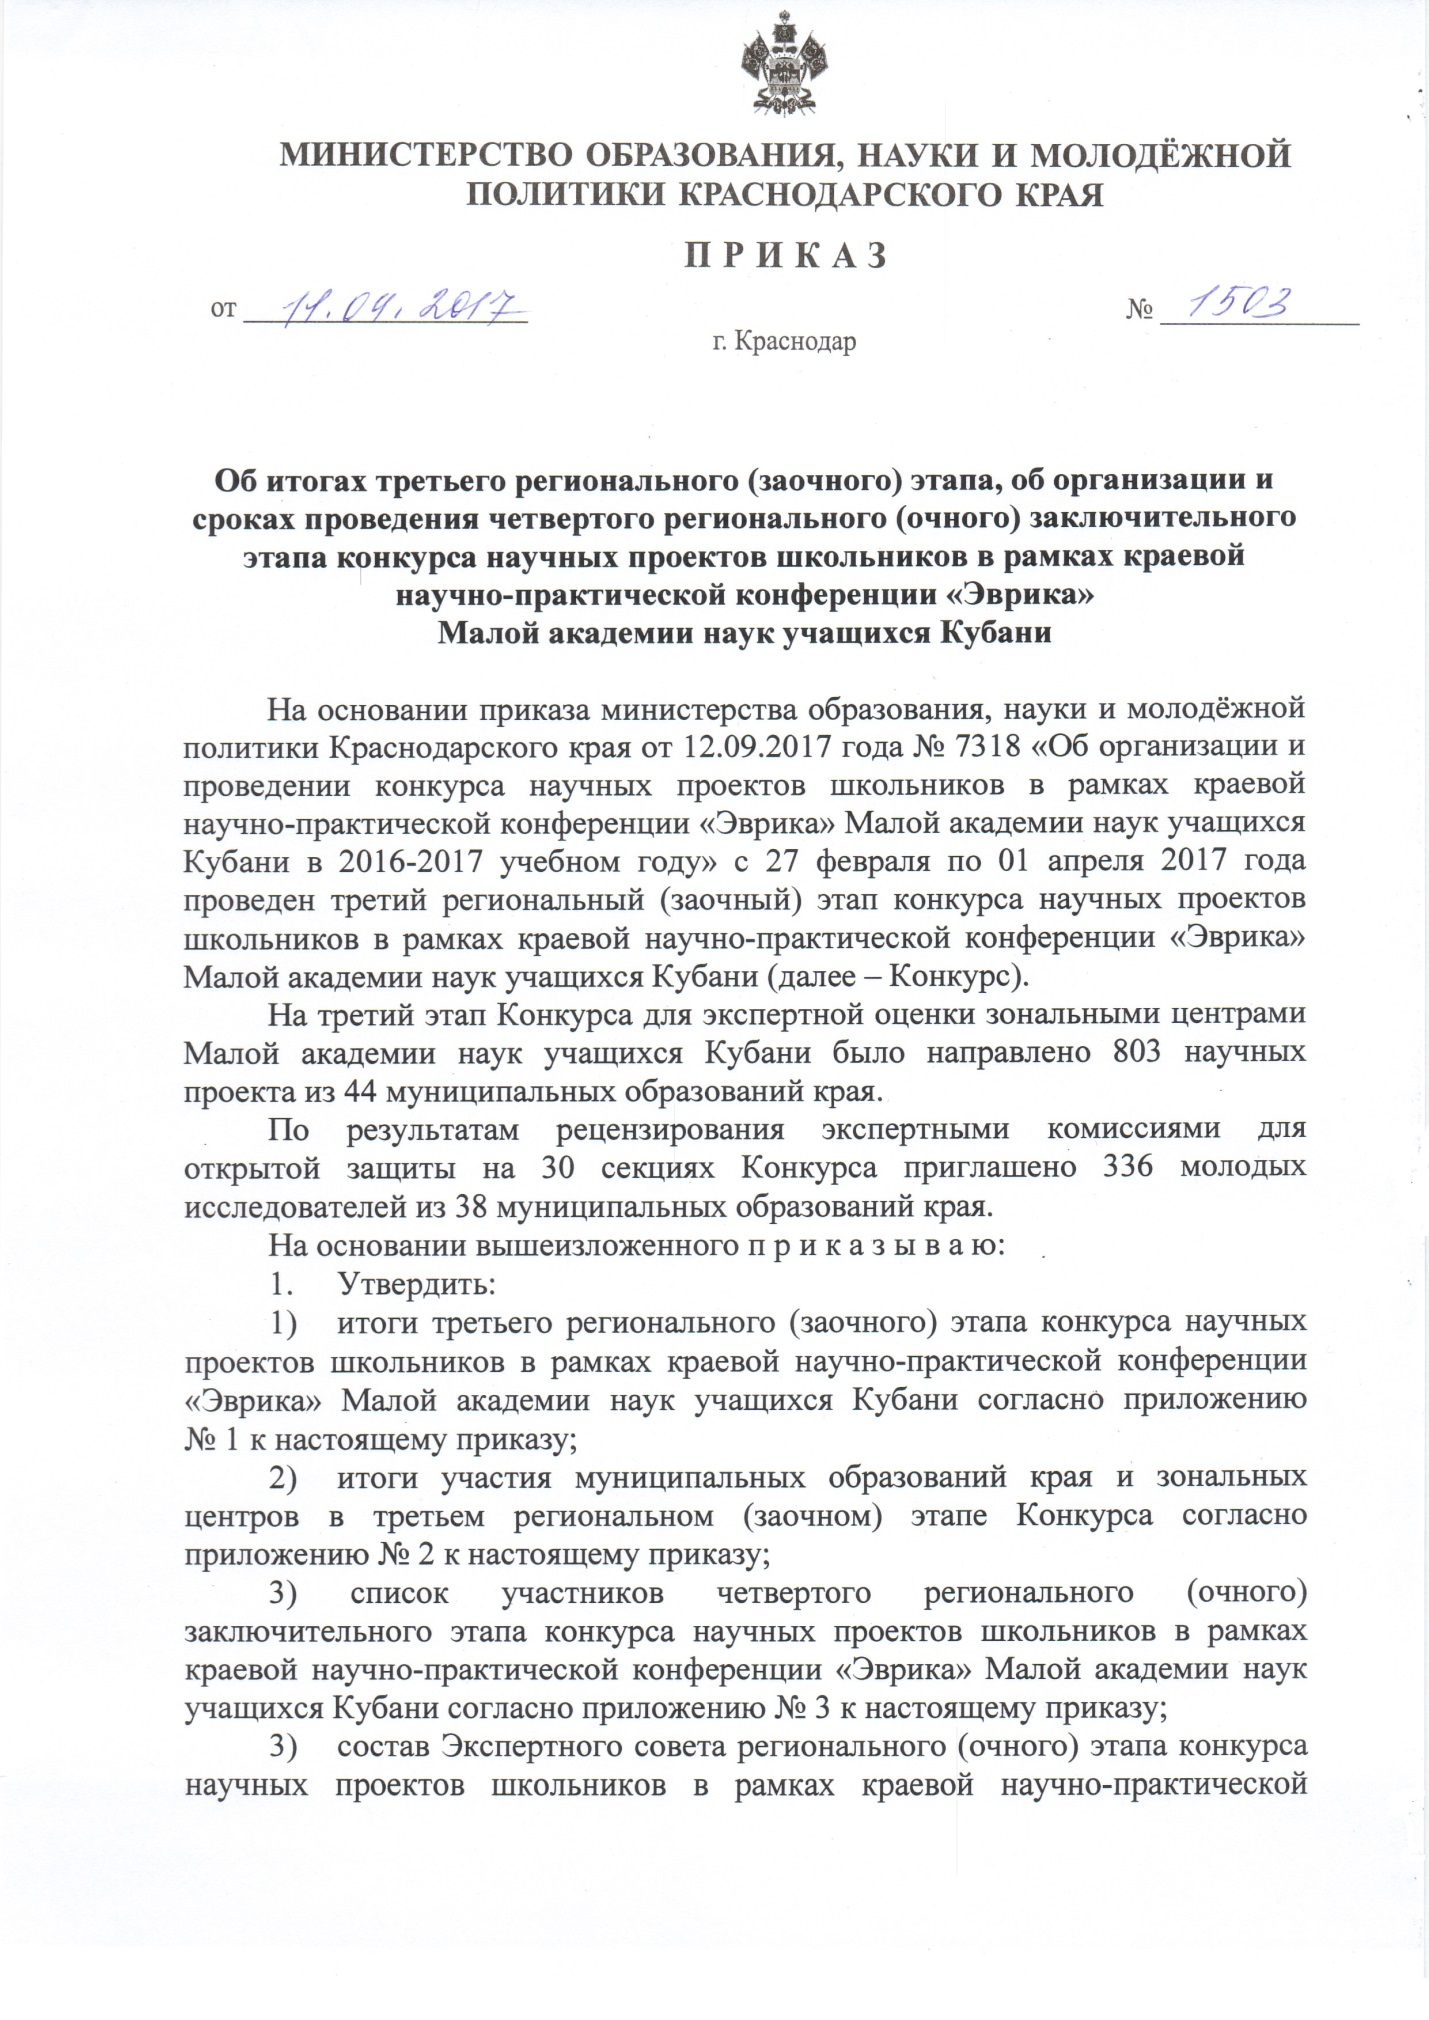 МИНИСТЕРСТВО ОБРАЗОВАНИЯ, НАУКИ И МОЛОДЁЖНОЙ
ПОЛИТИКИ КРАСНОДАРСКОГО КРАЯ
П Р И К А З
от 11.04.2017 № 1503
г. Краснодар
Об итогах третьего регионального (заочного) этапа, об организации и
сроках проведения четвертого регионального (очного) заключительного
этапа конкурса научных проектов школьников в рамках краевой
научно-практической конференции «Эврика»
Малой академии наук учащихся Кубани
На основании приказа министерства образования, науки и молодёжной
политики Краснодарского края от 12.09.2017 года № 7318 «Об организации и
проведении конкурса научных проектов школьников в рамках краевой
научно-практической конференции «Эврика» Малой академии наук учащихся
Кубани в 2016-2017 учебном году» с 27 февраля по 01 апреля 2017 года
проведен третий региональный (заочный) этап конкурса научных проектов
школьников в рамках краевой научно-практической конференции «Эврика»
Малой академии наук учащихся Кубани (далее – Конкурс).
На третий этап Конкурса для экспертной оценки зональными центрами
Малой академии наук учащихся Кубани было направлено 803 научных
проекта из 44 муниципальных образований края.
По результатам рецензирования экспертными комиссиями для
открытой защиты на 30 секциях Конкурса приглашено 336 молодых
исследователей из 38 муниципальных образований края.
На основании вышеизложенного п р и к а з ы в а ю:
1. Утвердить:
1) итоги третьего регионального (заочного) этапа конкурса научных
проектов школьников в рамках краевой научно-практической конференции
«Эврика» Малой академии наук учащихся Кубани согласно приложению
№ 1 к настоящему приказу;
2) итоги участия муниципальных образований края и зональных
центров в третьем региональном (заочном) этапе Конкурса согласно
приложению № 2 к настоящему приказу;
3) список участников четвертого регионального (очного)
заключительного этапа конкурса научных проектов школьников в рамках
краевой научно-практической конференции «Эврика» Малой академии наук
учащихся Кубани согласно приложению № 3 к настоящему приказу;
3) состав Экспертного совета регионального (очного) этапа конкурса
научных проектов школьников в рамках краевой научно-практической